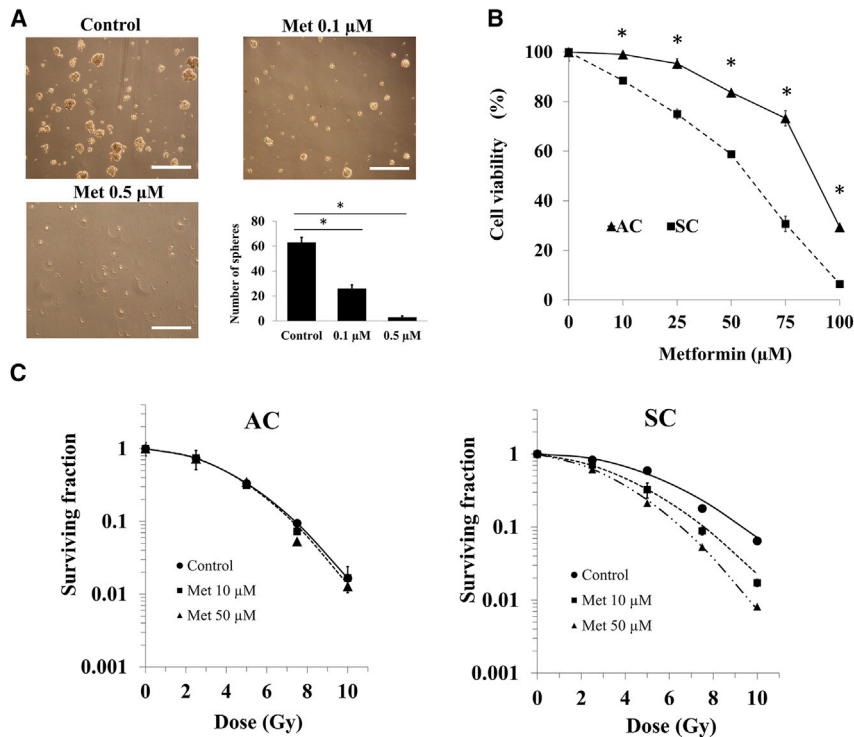 A
Control
Met 0.1 µM
Met 0.5 µM
Number of spheres
80
60
40
20
0
*
*
Control
0.1 µM
0.5 µM
B
Cell viability (%)
100
80
60
40
20
0
* * * * *
AC SC
0 10 25 50 75 100
Metformin (µM)
C
AC
Surviving fraction
1
0.1
0.01
0.001
Control
Met 10 µM
Met 50 µM
0 2 4 6 8 10
Dose (Gy)
SC
Surviving fraction
1
0.1
0.01
0.001
Control
Met 10 µM
Met 50 µM
0 2 4 6 8 10
Dose (Gy)